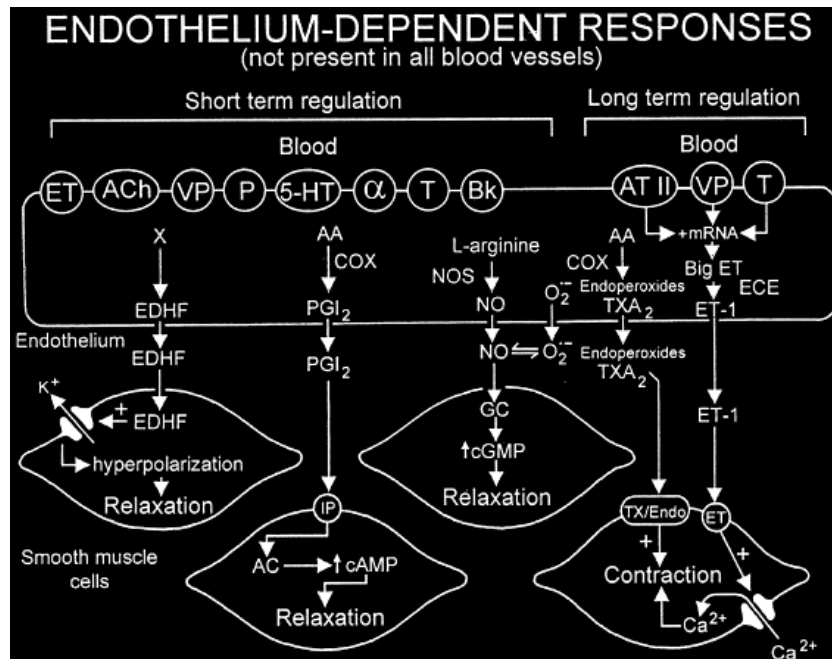 ENDOTHELIUM-DEPENDENT RESPONSES
(not present in all blood vessels)
Short term regulation
Long term regulation
Blood
Blood
ET ACh VP P 5-HT α T Bk
AT II VP T
X
AA
COX
L-arginine
NOS
AA
COX
+mRNA
Big ET
ECE
EDHF
PGI₂
NO
O₂·−
Endoperoxides
TXA₂
ET-1
Endothelium
EDHF
PGI₂
NO ⇌ O₂·−
Endoperoxides
TXA₂
K⁺
+
EDHF
GC
ET-1
hyperpolarization
↑cGMP
Relaxation
Relaxation
IP
TX/Endo
ET
Smooth muscle
cells
AC → ↑cAMP
+
+
Contraction
Relaxation
Ca²⁺
Ca²⁺